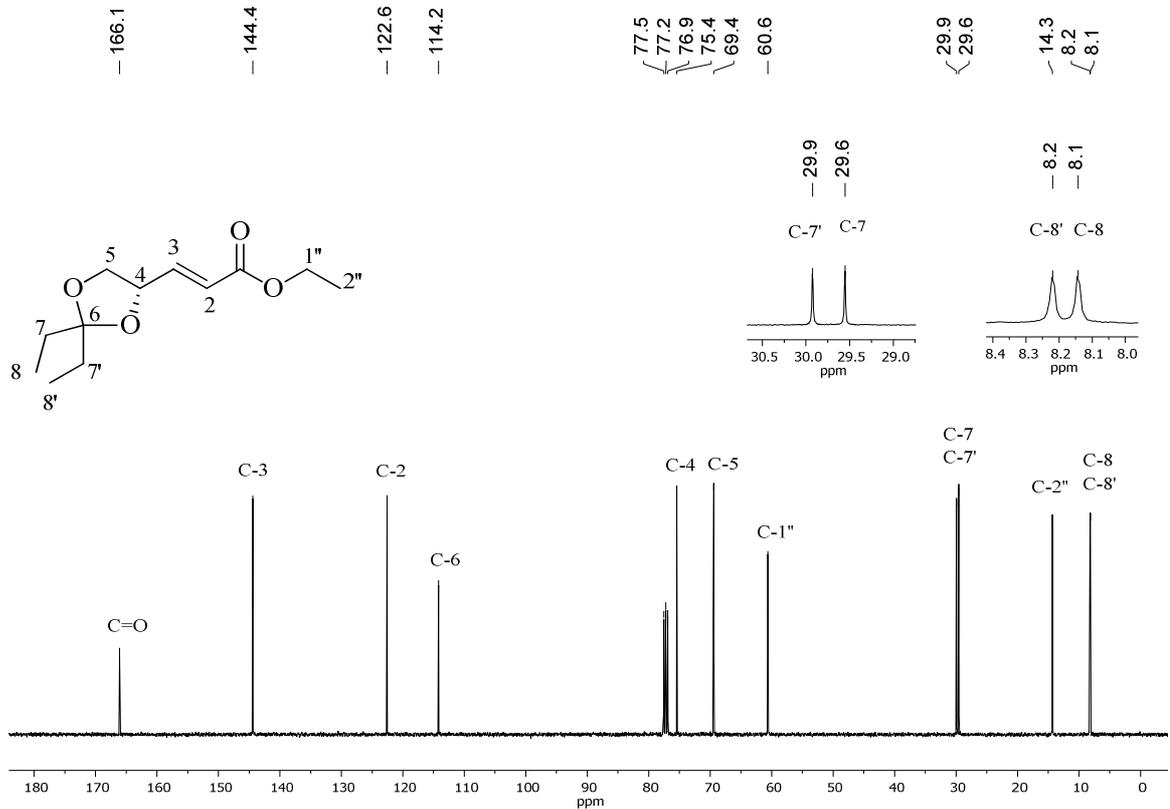 166.1
144.4
122.6
114.2
77.5
77.2
76.9
75.4
69.4
60.6
29.9
29.6
14.3
8.2
8.1
29.9
29.6
C-7' C-7
30.5 30.0 29.5 29.0
ppm
8.2
8.1
C-8' C-8
8.4 8.3 8.2 8.1 8.0
ppm
O
5 3 1"
4
O 2 O 2"
6 O
7
8 7'
8'
C=O
C-3
C-2
C-6
C-4
C-5
C-1"
C-7
C-7'
C-2"
C-8
C-8'
180 170 160 150 140 130 120 110 100 90 80 70 60 50 40 30 20 10 0
ppm